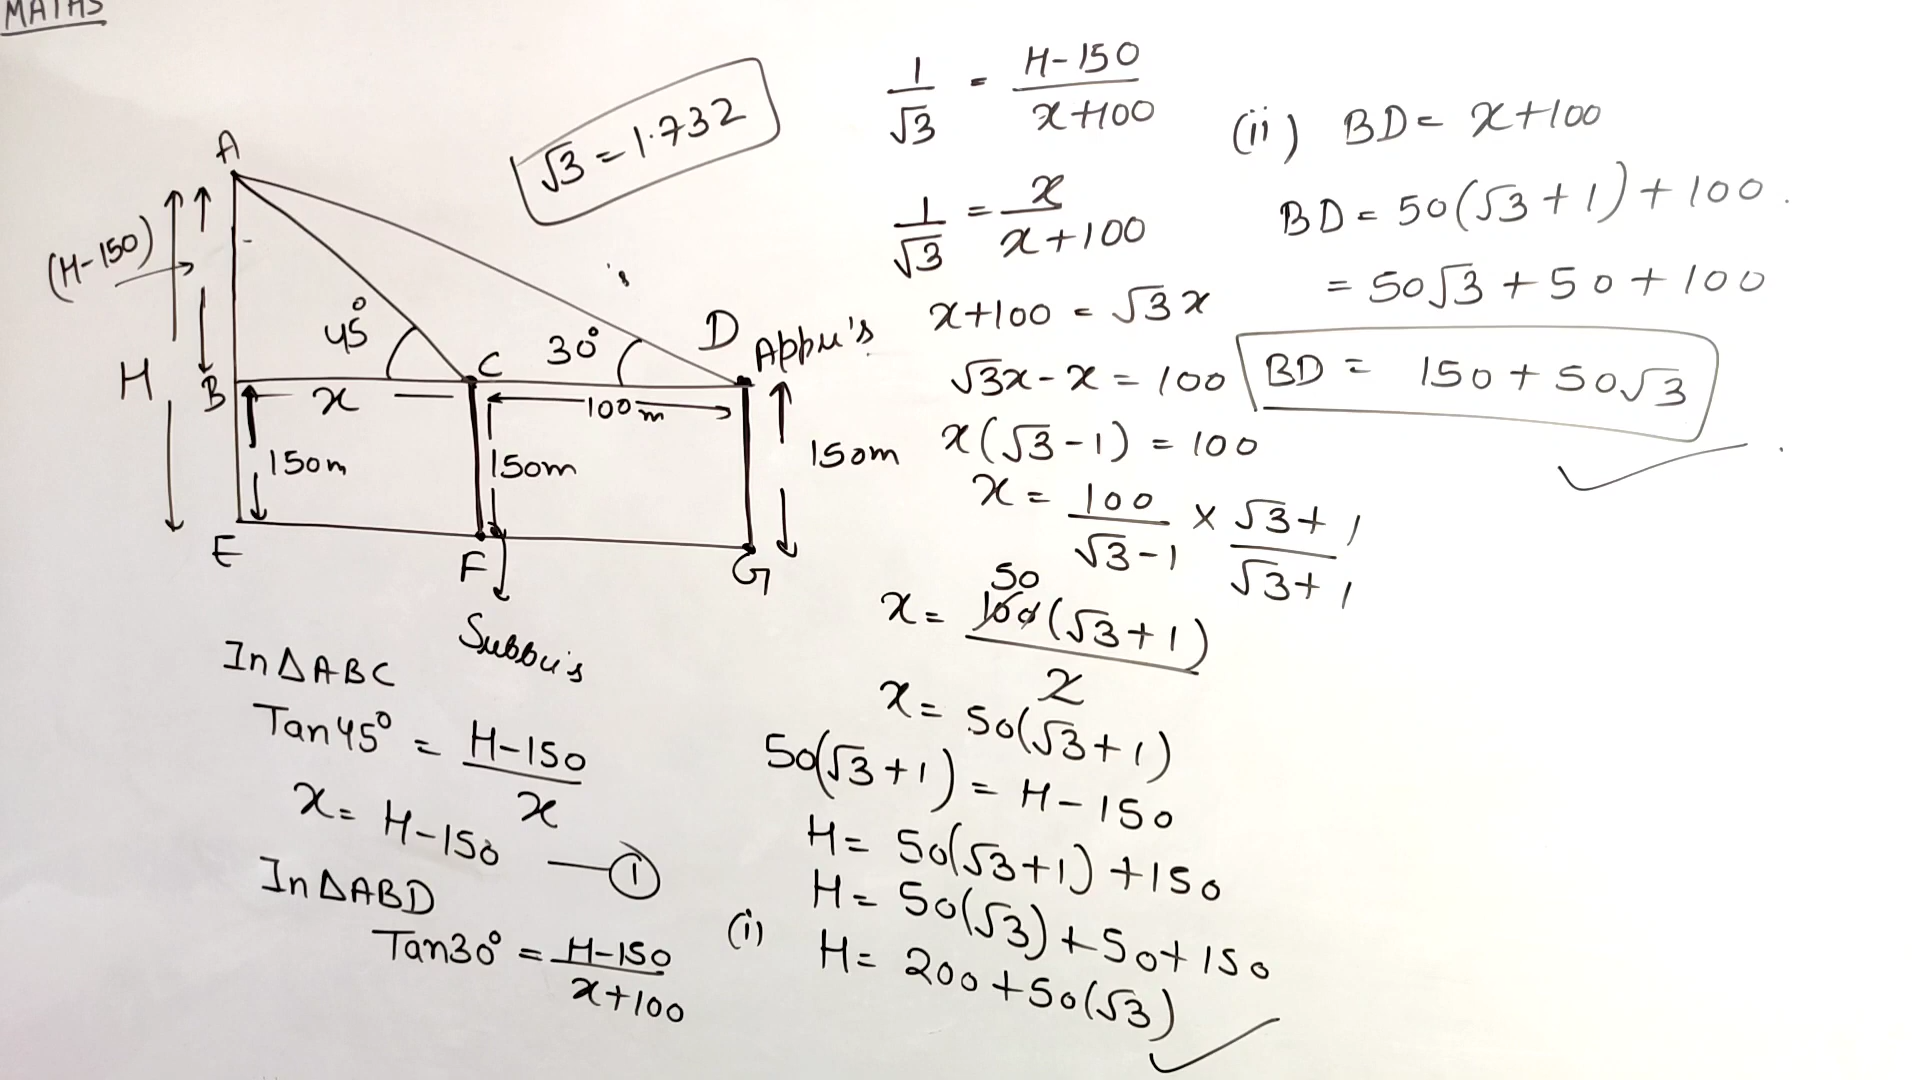 MATHS
√3 = 1.732
A
(H-150)
H
45°
30°
B
x
C
100m
D
Appu's
150m
150m
150m
E
F
G
Subbu's
In △ABC
Tan45° = H-150 / x
x = H-150 — ①
In △ABD
Tan30° = H-150 / x+100
1/√3 = H-150 / x+100
1/√3 = x / x+100
x+100 = √3x
√3x - x = 100
x(√3-1) = 100
x = 100 / √3-1 × √3+1 / √3+1
50
x = 100(√3+1) / 2
x = 50(√3+1)
50(√3+1) = H-150
H = 50(√3+1) +150
H = 50(√3)+50+150
(i) H = 200+50(√3)
(ii) BD = x+100
BD = 50(√3+1)+100.
= 50√3+50+100
BD = 150+50√3